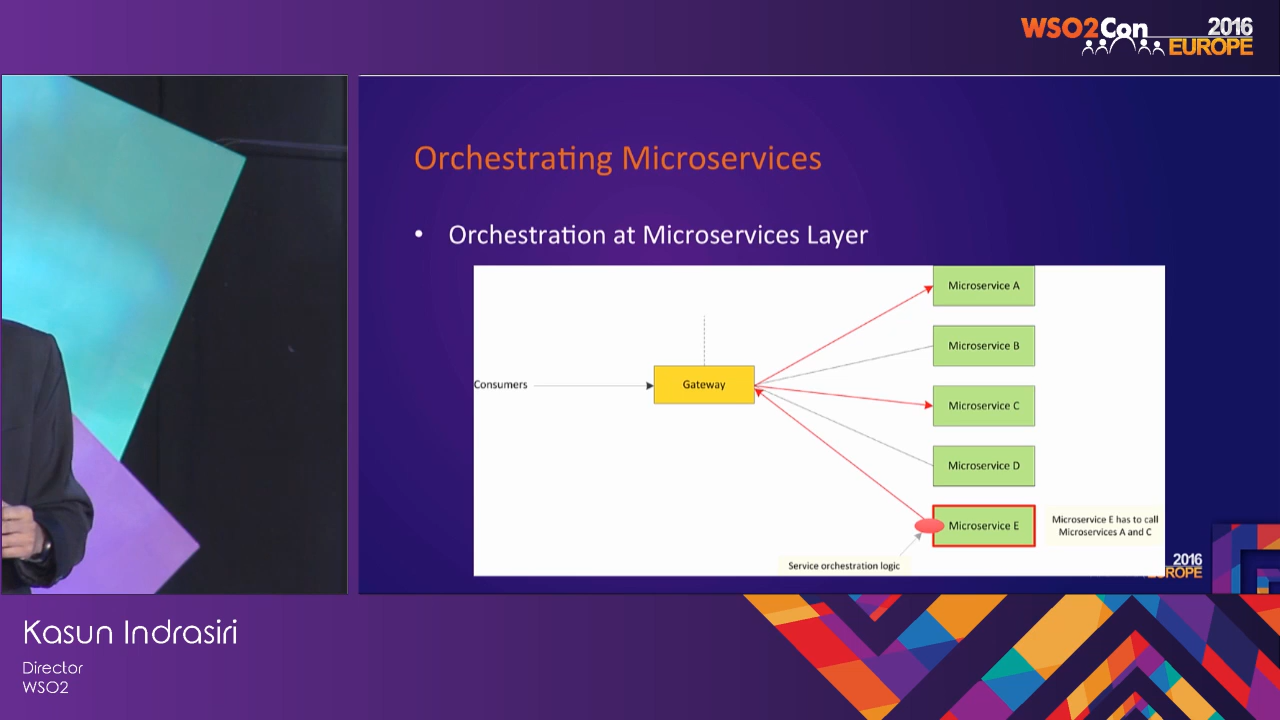 WSO2Con 2016
EUROPE
Orchestrating Microservices
• Orchestration at Microservices Layer
Microservice A
Microservice B
Consumers
Gateway
Microservice C
Microservice D
Microservice E
Microservice E has to call
Microservices A and C
Service orchestration logic
2016
ROPE
Kasun Indrasiri
Director
WSO2